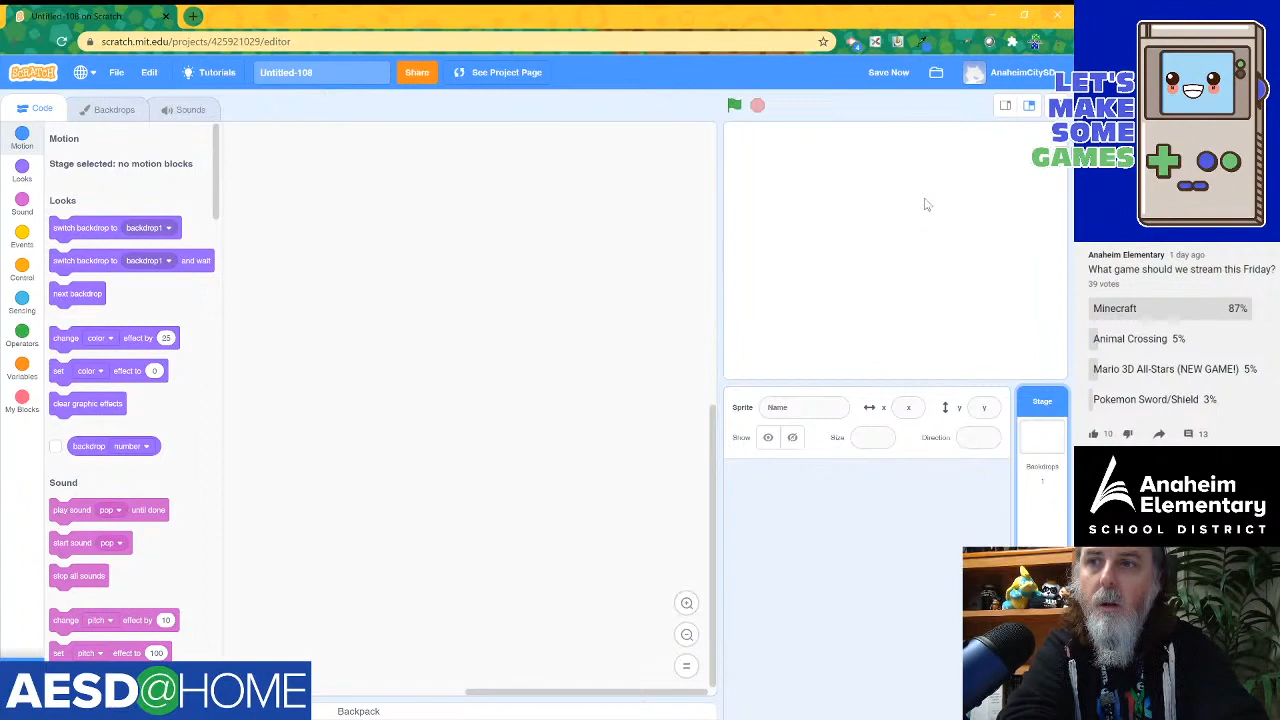 Untitled-108 on Scratch
scratch.mit.edu/projects/425921029/editor
SCRATCH
File
Edit
Tutorials
Untitled-108
Share
See Project Page
Save Now
AnaheimCitySD
Code
Backdrops
Sounds
Motion
Looks
Sound
Events
Control
Sensing
Operators
Variables
My Blocks
Motion
Stage selected: no motion blocks
Looks
switch backdrop to backdrop1
switch backdrop to backdrop1 and wait
next backdrop
change color effect by 25
set color effect to 0
clear graphic effects
backdrop number
Sound
play sound pop until done
start sound pop
stop all sounds
change pitch effect by 10
set pitch effect to 100
Backpack
Sprite Name x x y y
Show Size Direction
Stage
Backdrops
1
LET'S
MAKE
SOME
GAMES
Anaheim Elementary 1 day ago
What game should we stream this Friday?
39 votes
Minecraft 87%
Animal Crossing 5%
Mario 3D All-Stars (NEW GAME!) 5%
Pokemon Sword/Shield 3%
10 13
Anaheim
Elementary
SCHOOL DISTRICT
AESD@HOME